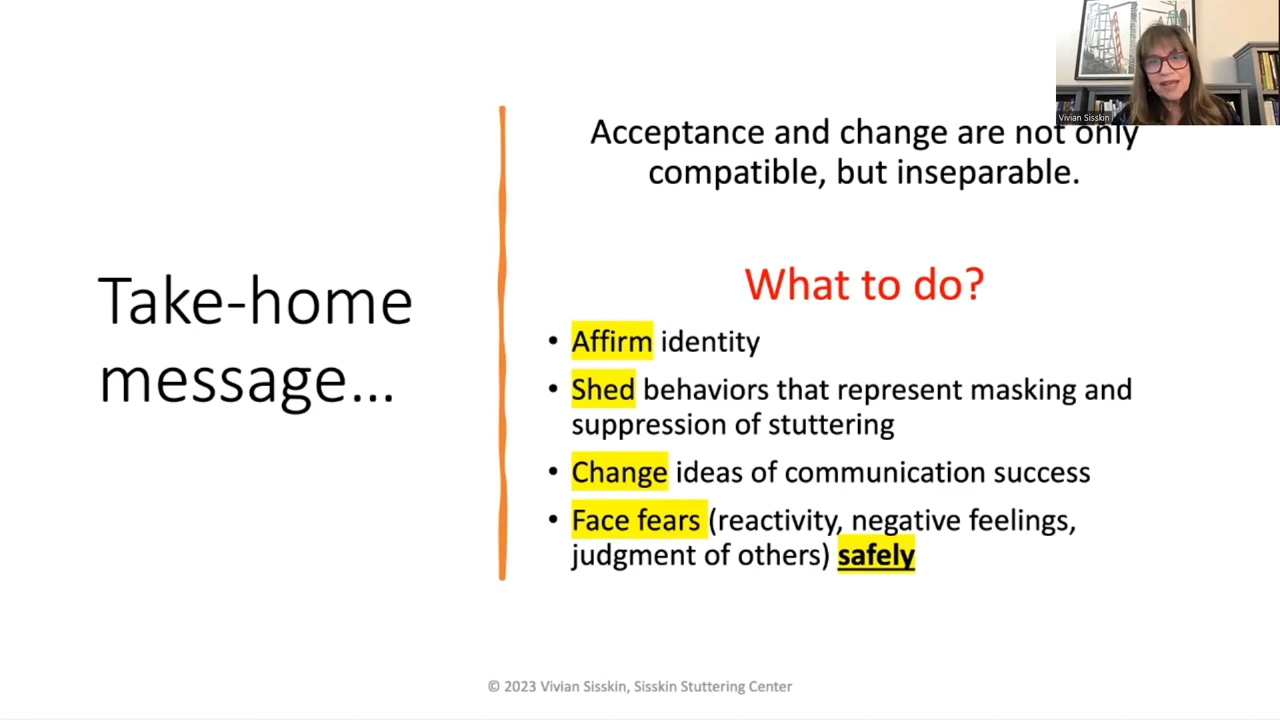 Vivian Sisskin
Acceptance and change are not only
compatible, but inseparable.
Take-home
message...
What to do?
• Affirm identity
• Shed behaviors that represent masking and
suppression of stuttering
• Change ideas of communication success
• Face fears (reactivity, negative feelings,
judgment of others) safely
© 2023 Vivian Sisskin, Sisskin Stuttering Center